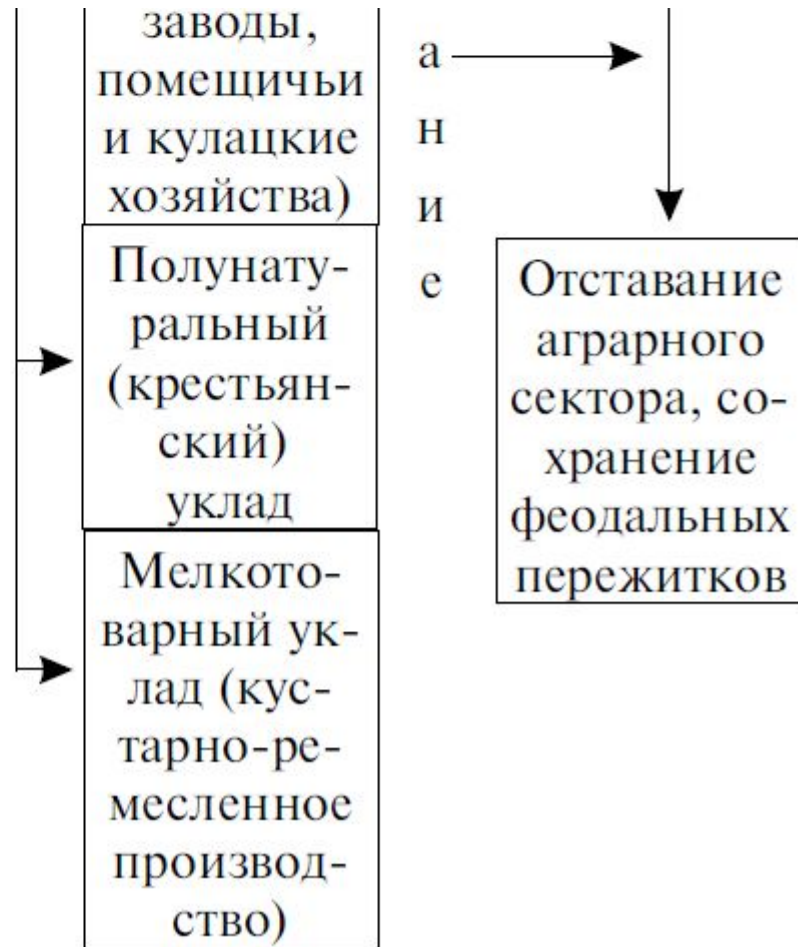 заводы,
помещичьи
и кулацкие
хозяйства)
а
н
и
е
Полунату-
ральный
(крестьян-
ский)
уклад
Мелкото-
варный ук-
лад (кус-
тарно-ре-
месленное
производ-
ство)
Отставание
аграрного
сектора, со-
хранение
феодальных
пережитков